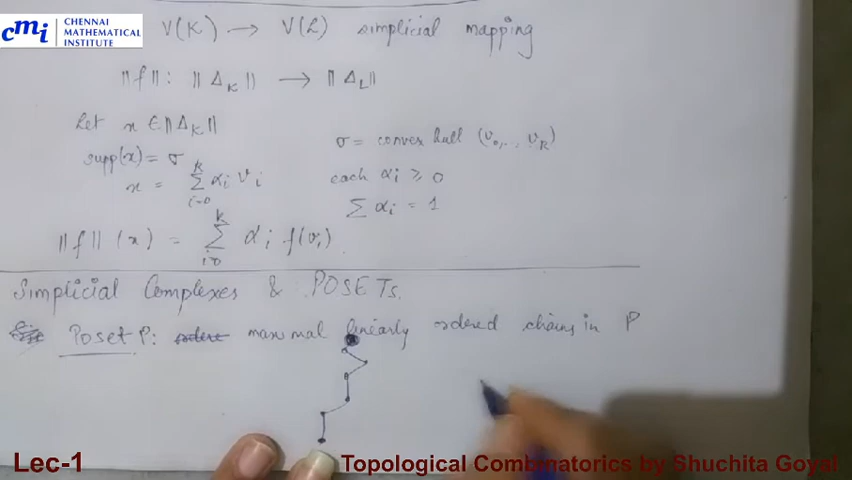 cmi CHENNAI MATHEMATICAL INSTITUTE
V(K) → V(L) simplicial mapping
||f|| : ||Δ_K|| → ||Δ_L||
Let x ∈ ||Δ_K||
supp(x) = σ
σ = convex hull (v_0, .., v_k)
x = Σ_{i=0}^{k} α_i v_i
each α_i ≥ 0
Σ α_i = 1
||f|| (x) = Σ_{i=0}^{k} α_i f(v_i)
Simplicial Complexes & POSETs.
Poset P: maximal linearly ordered chains in P
Lec-1
Topological Combinatorics by Shuchita Goyal